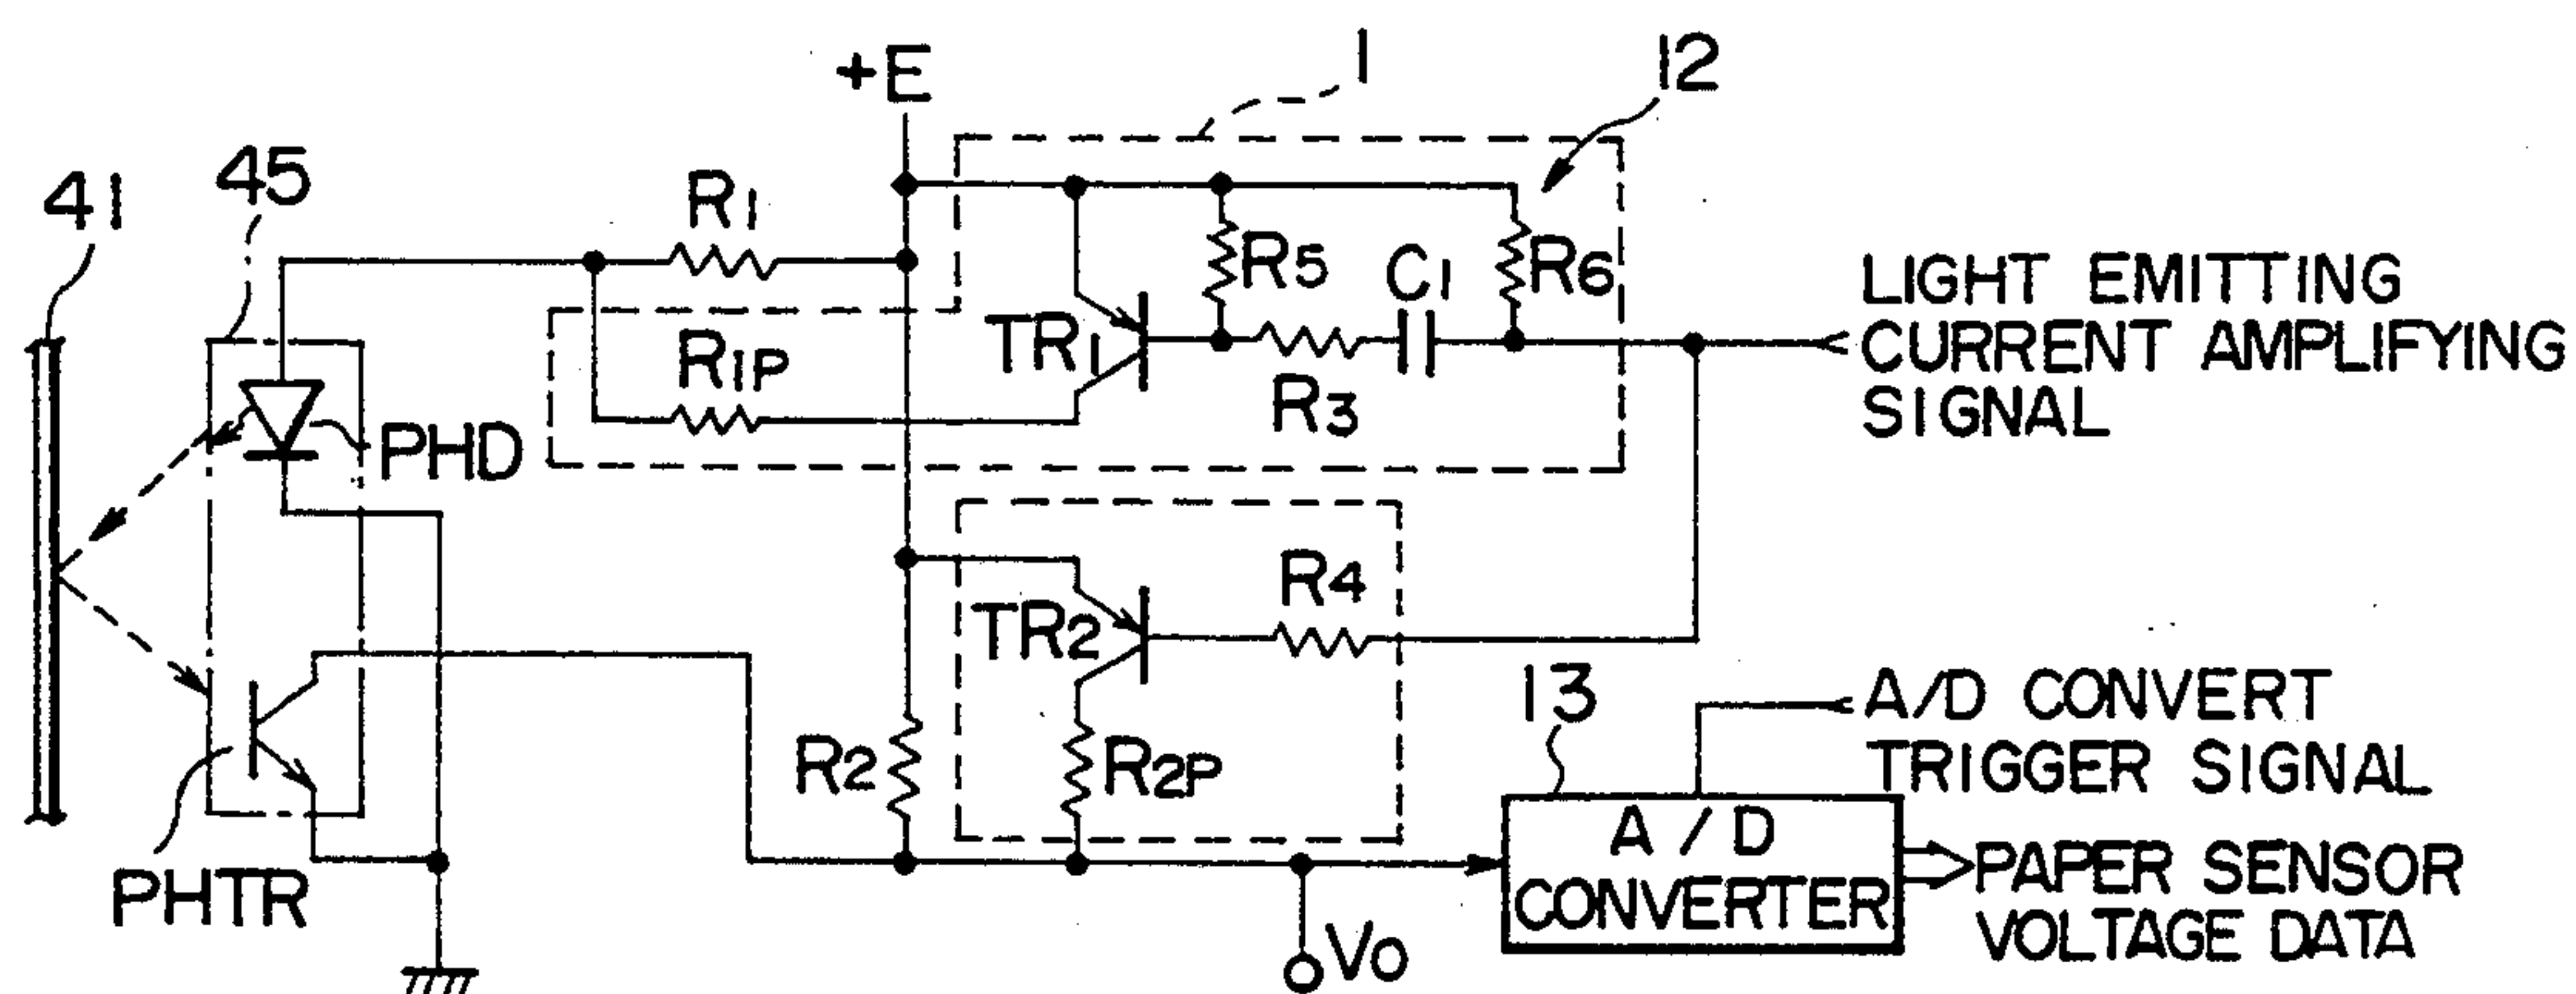 +E
1
12
45
41
R1
R5
C1
R6
LIGHT EMITTING
CURRENT AMPLIFYING
SIGNAL
TR1
R1P
R3
PHD
R4
TR2
13
A/D CONVERT
TRIGGER SIGNAL
R2
R2P
A/D
CONVERTER
PAPER SENSOR
VOLTAGE DATA
PHTR
Vo